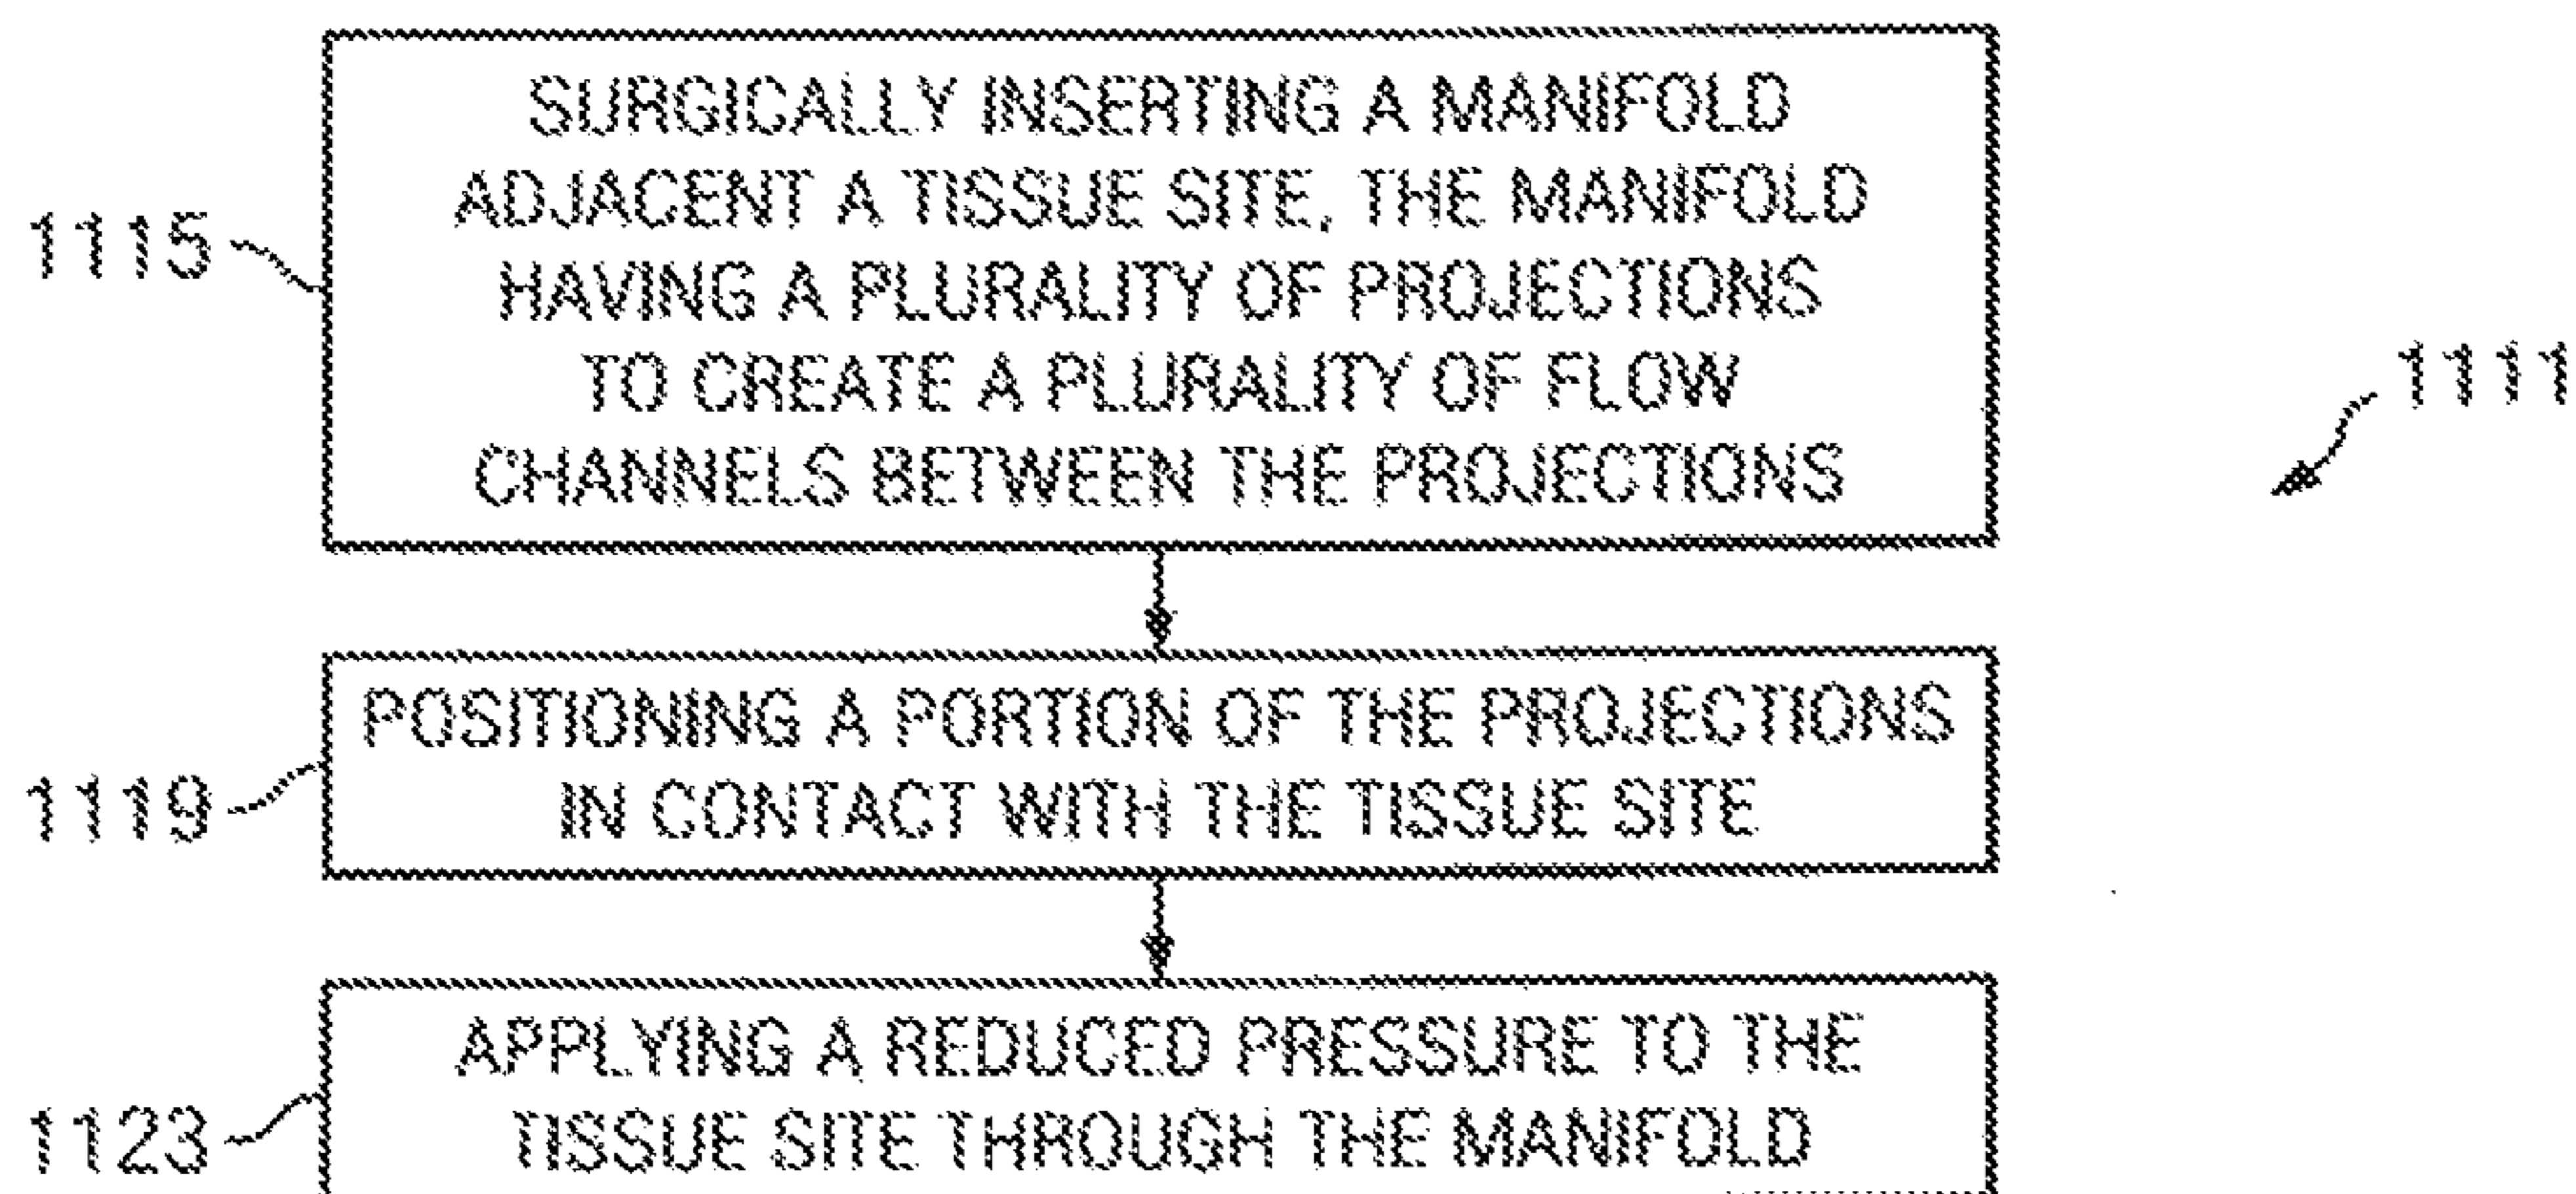 SURGICALLY INSERTING A MANIFOLD
ADJACENT A TISSUE SITE, THE MANIFOLD
HAVING A PLURALITY OF PROJECTIONS
TO CREATE A PLURALITY OF FLOW
CHANNELS BETWEEN THE PROJECTIONS
1115
1111
POSITIONING A PORTION OF THE PROJECTIONS
IN CONTACT WITH THE TISSUE SITE
1119
APPLYING A REDUCED PRESSURE TO THE
TISSUE SITE THROUGH THE MANIFOLD
1123